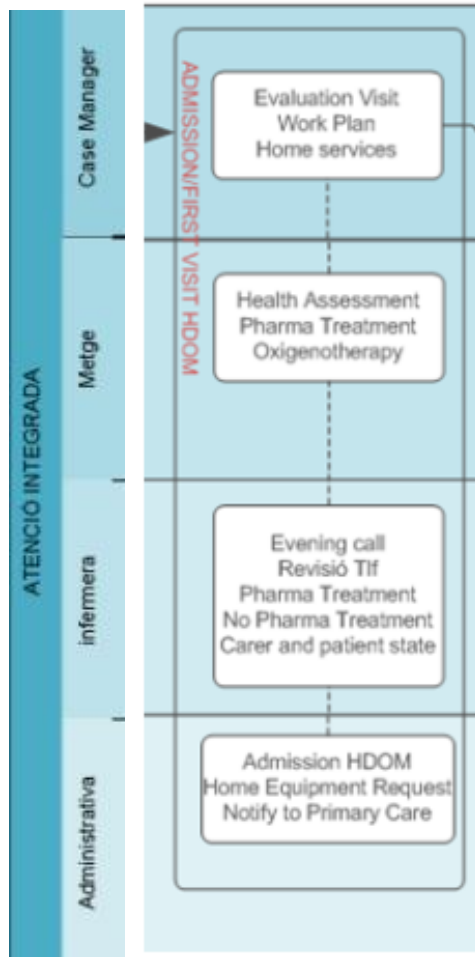 ATENCIÓ INTEGRADA
Case Manager
ADMISSION/FIRST VISIT HDOM
Evaluation Visit
Work Plan
Home services
Metge
Health Assessment
Pharma Treatment
Oxigenotherapy
infermera
Evening call
Revisió Tlf
Pharma Treatment
No Pharma Treatment
Carer and patient state
Administrativa
Admission HDOM
Home Equipment Request
Notify to Primary Care